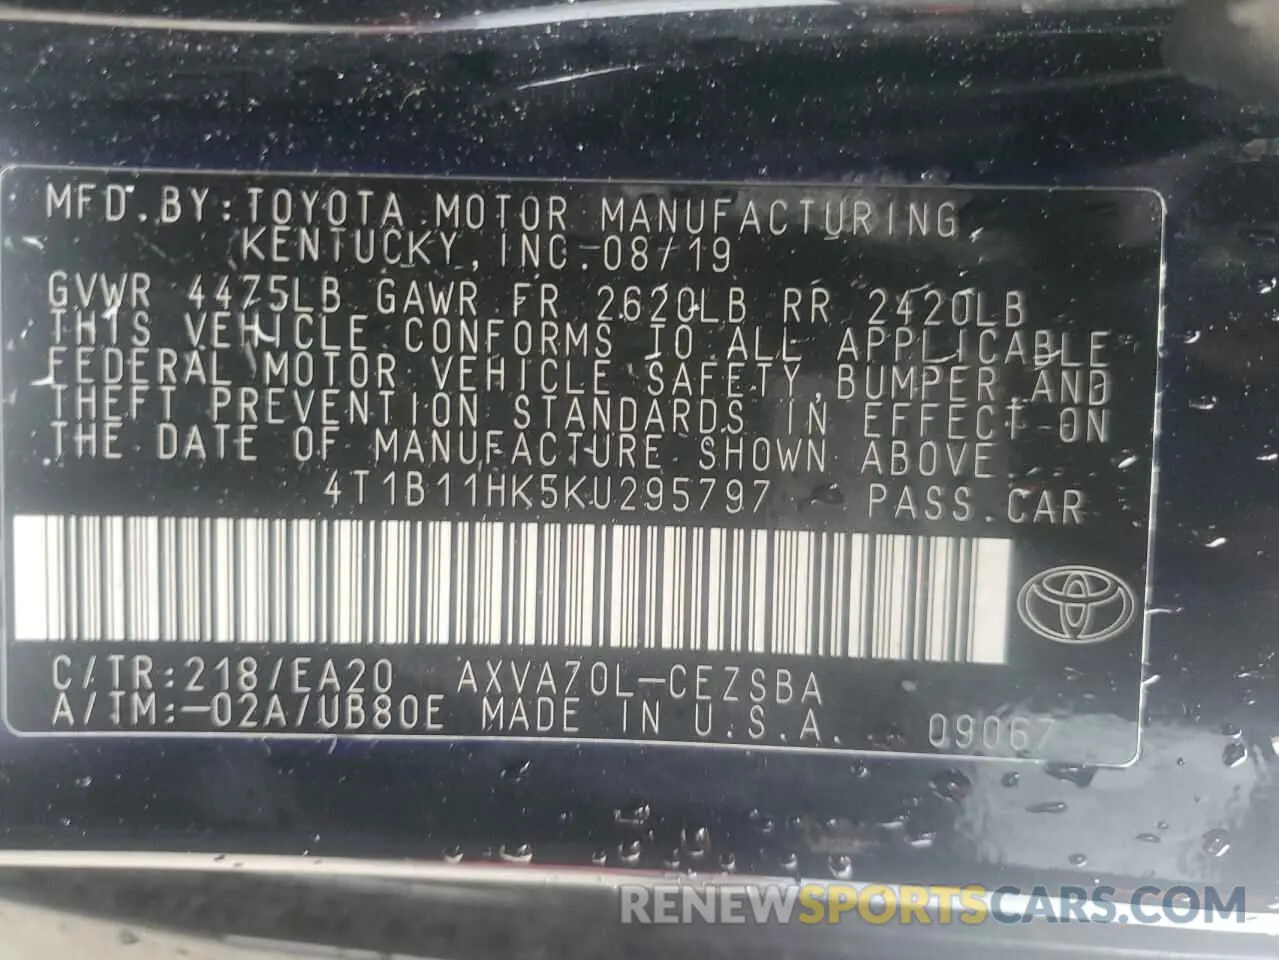 MFD. BY: TOYOTA MOTOR MANUFACTURING,
KENTUCKY, INC. 08/19
GVWR 4475LB GAWR FR 2620LB RR 2420LB
THIS VEHICLE CONFORMS TO ALL APPLICABLE
FEDERAL MOTOR VEHICLE SAFETY, BUMPER AND
THEFT PREVENTION STANDARDS IN EFFECT ON
THE DATE OF MANUFACTURE SHOWN ABOVE
4T1B11HK5KU295797 PASS. CAR
C/TR: 218/EA20 AXVA70L-CEZSBA
A/TM: -02A/UB80E MADE IN U.S.A. 09067
RENEWSPORTSCARS.COM